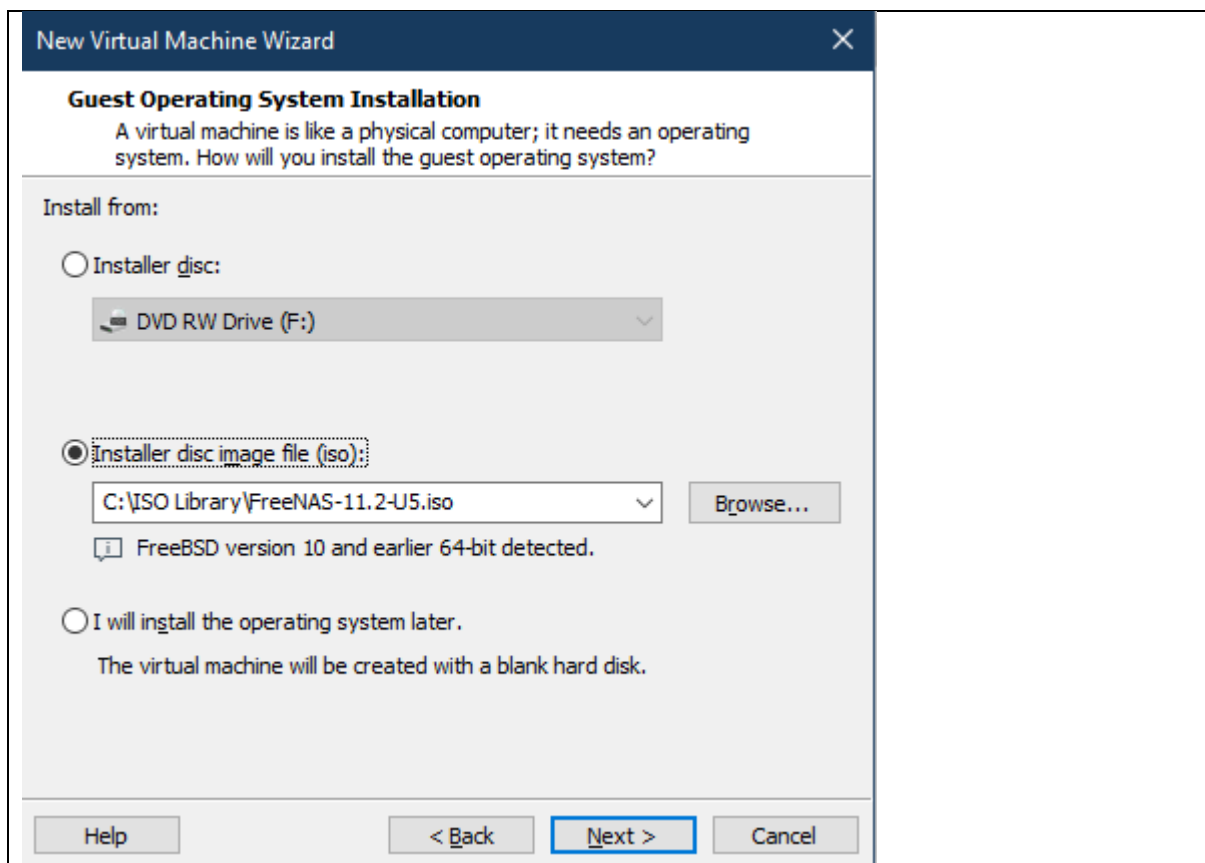 New Virtual Machine Wizard
Guest Operating System Installation
A virtual machine is like a physical computer; it needs an operating
system. How will you install the guest operating system?
Install from:
Installer disc:
DVD RW Drive (F:)
Installer disc image file (iso):
C:\ISO Library\FreeNAS-11.2-U5.iso
Browse...
FreeBSD version 10 and earlier 64-bit detected.
I will install the operating system later.
The virtual machine will be created with a blank hard disk.
Help
< Back
Next >
Cancel